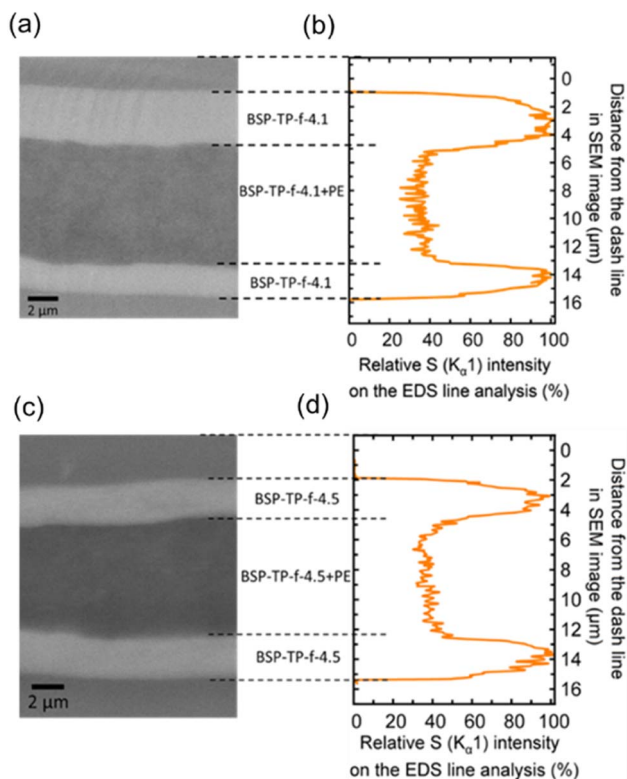 (a)
BSP-TP-f-4.1
BSP-TP-f-4.1+PE
BSP-TP-f-4.1
2 μm
(b)
0
2
4
6
8
10
12
14
16
Distance from the dash line
in SEM image (μm)
0 20 40 60 80 100
Relative S (Kα1) intensity
on the EDS line analysis (%)
(c)
BSP-TP-f-4.5
BSP-TP-f-4.5+PE
BSP-TP-f-4.5
2 μm
(d)
0
2
4
6
8
10
12
14
16
Distance from the dash line
in SEM image (μm)
0 20 40 60 80 100
Relative S (Kα1) intensity
on the EDS line analysis (%)